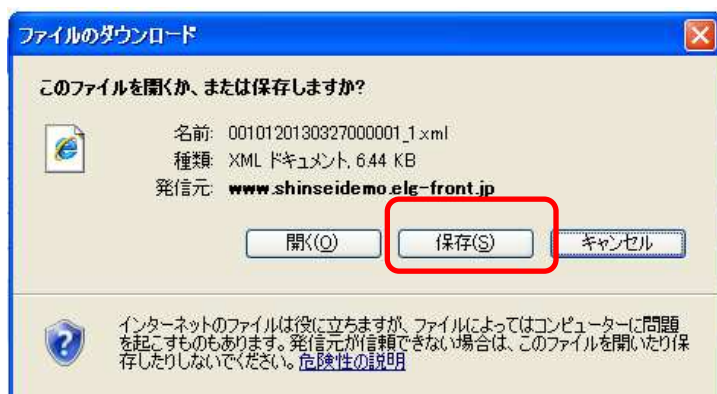 ファイルのダウンロード
このファイルを開くか、または保存しますか?
名前: 0010120130327000001_1.xml
種類: XML ドキュメント, 6.44 KB
発信元: www.shinseidemo.elg-front.jp
開く(O) 保存(S) キャンセル
インターネットのファイルは役に立ちますが、ファイルによってはコンピューターに問題
を起こすものもあります。発信元が信頼できない場合は、このファイルを開いたり保
存したりしないでください。危険性の説明